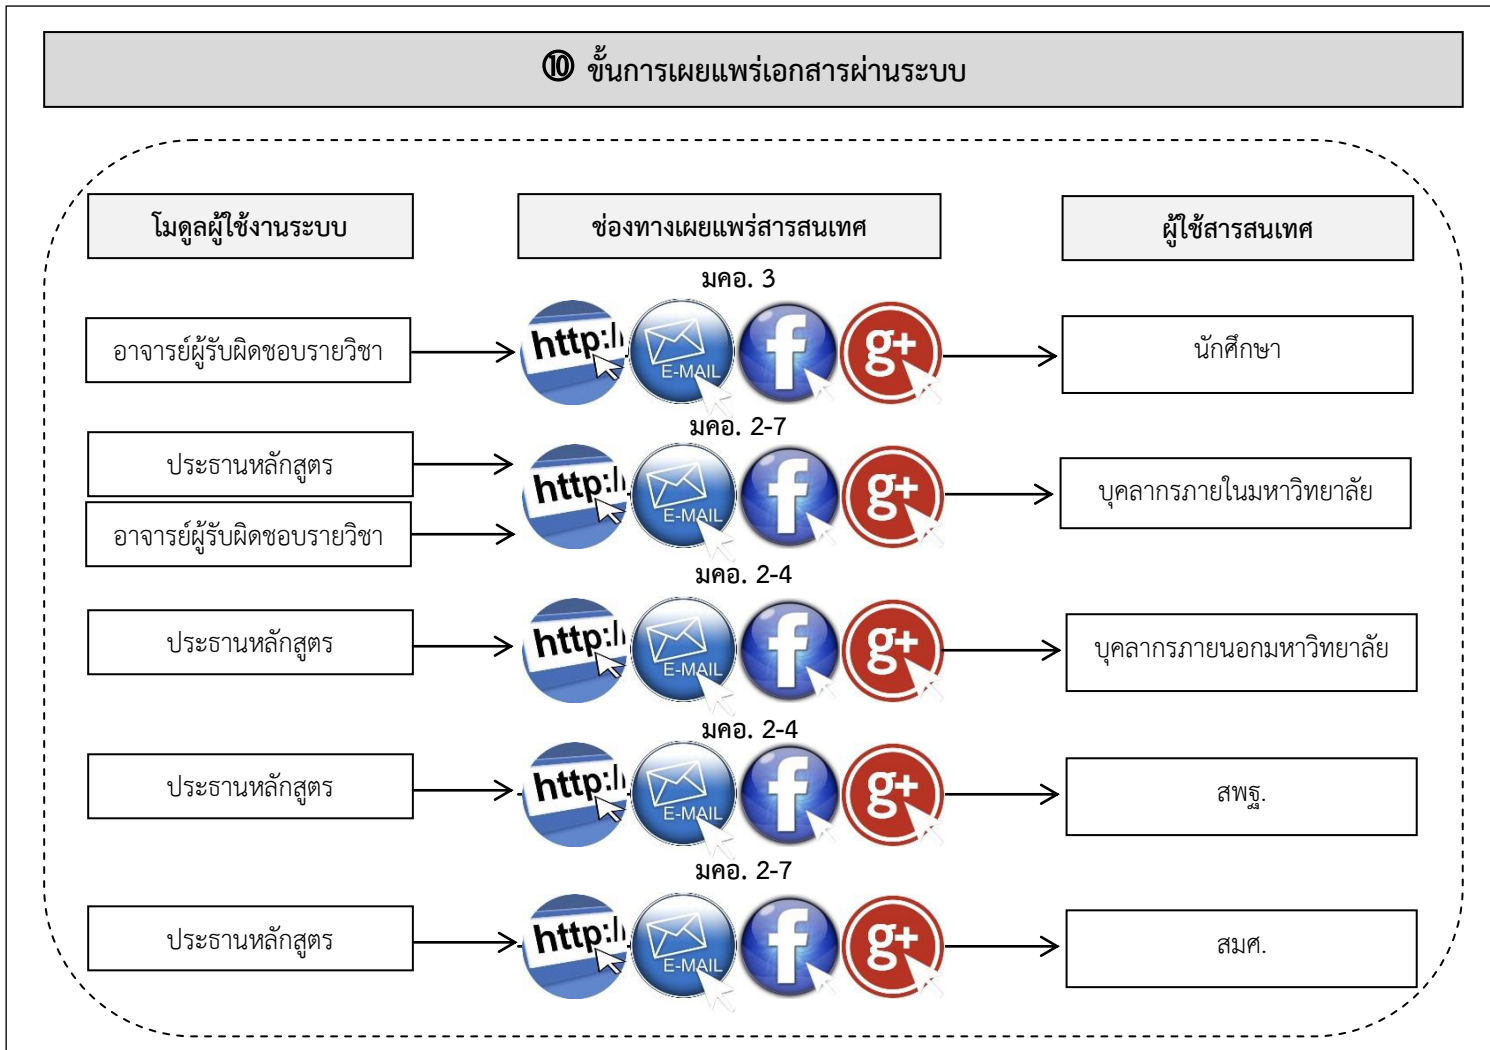 ⑩ ขั้นการเผยแพร่เอกสารผ่านระบบ
โมดูลผู้ใช้งานระบบ
ช่องทางเผยแพร่สารสนเทศ
ผู้ใช้สารสนเทศ
มคอ. 3
อาจารย์ผู้รับผิดชอบรายวิชา
http:/
E-MAIL
f
g+
นักศึกษา
มคอ. 2-7
ประธานหลักสูตร
อาจารย์ผู้รับผิดชอบรายวิชา
http:/
E-MAIL
f
g+
บุคลากรภายในมหาวิทยาลัย
มคอ. 2-4
ประธานหลักสูตร
http:/
E-MAIL
f
g+
บุคลากรภายนอกมหาวิทยาลัย
มคอ. 2-4
ประธานหลักสูตร
http:/
E-MAIL
f
g+
สพฐ.
มคอ. 2-7
ประธานหลักสูตร
http:/
E-MAIL
f
g+
สมศ.